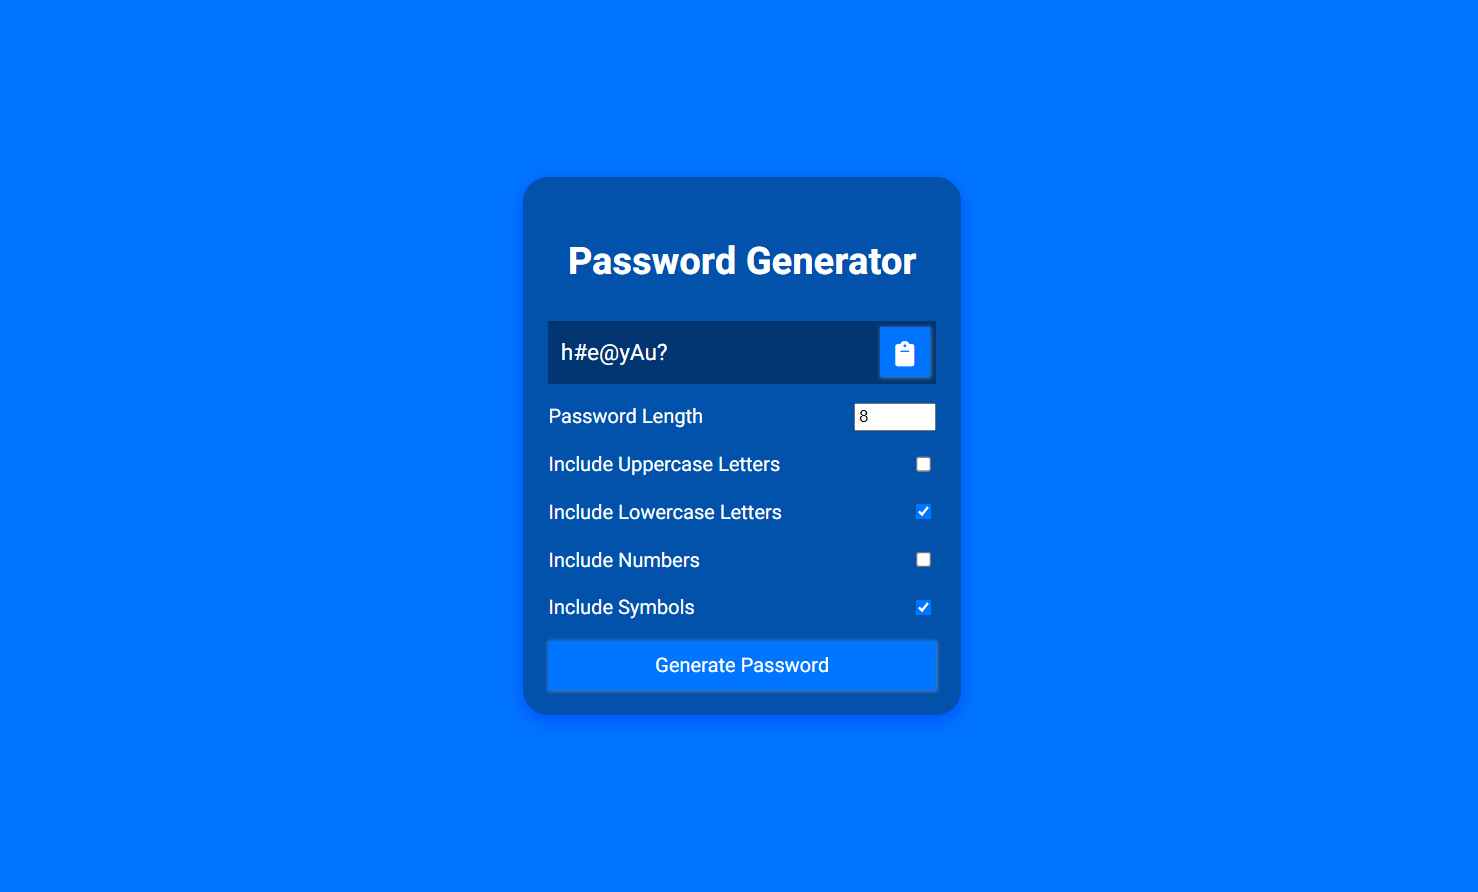 Password Generator
h#e@yAu?
Password Length 8
Include Uppercase Letters
Include Lowercase Letters
Include Numbers
Include Symbols
Generate Password